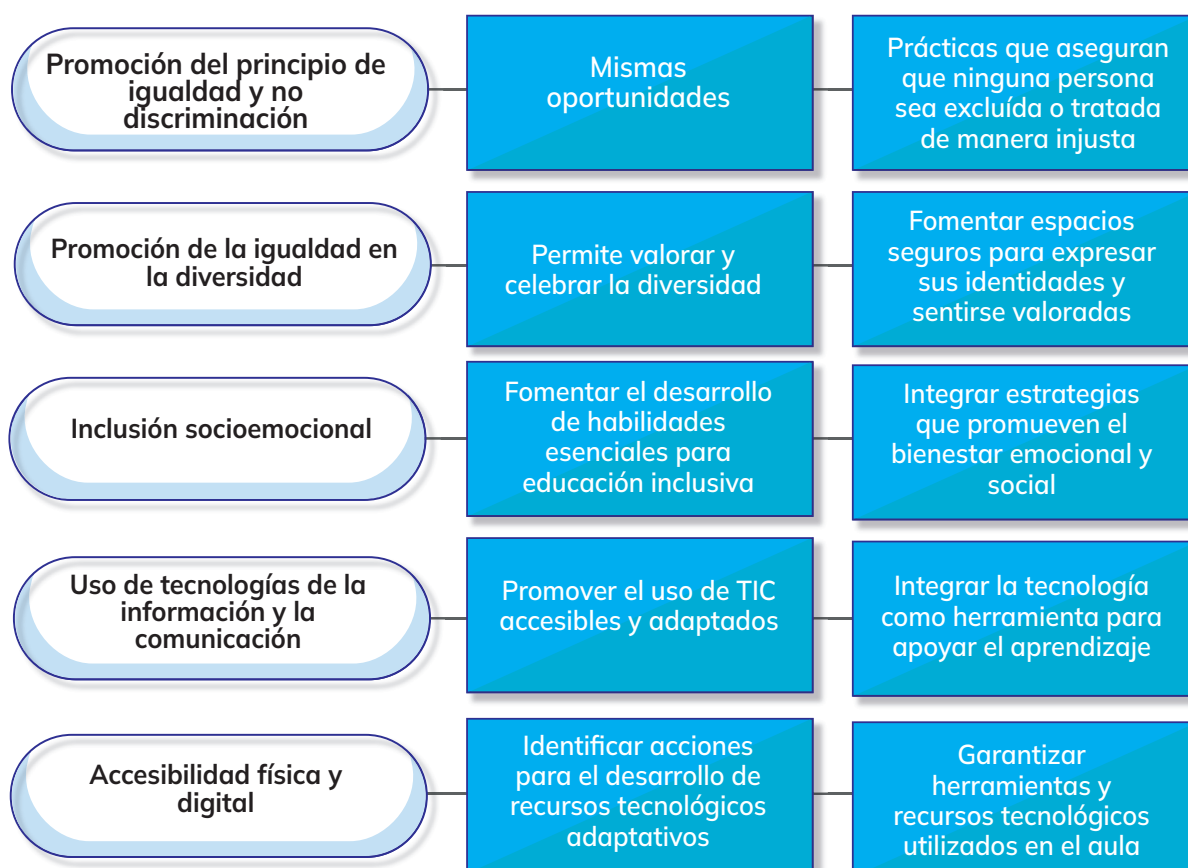 Promoción del principio de
igualdad y no
discriminación
Mismas
oportunidades
Prácticas que aseguran
que ninguna persona
sea excluída o tratada
de manera injusta
Promoción de la igualdad en
la diversidad
Permite valorar y
celebrar la diversidad
Fomentar espacios
seguros para expresar
sus identidades y
sentirse valoradas
Inclusión socioemocional
Fomentar el desarrollo
de habilidades
esenciales para
educación inclusiva
Integrar estrategias
que promueven el
bienestar emocional y
social
Uso de tecnologías de la
información y la
comunicación
Promover el uso de TIC
accesibles y adaptados
Integrar la tecnología
como herramienta para
apoyar el aprendizaje
Accesibilidad física y
digital
Identificar acciones
para el desarrollo de
recursos tecnológicos
adaptativos
Garantizar
herramientas y
recursos tecnológicos
utilizados en el aula